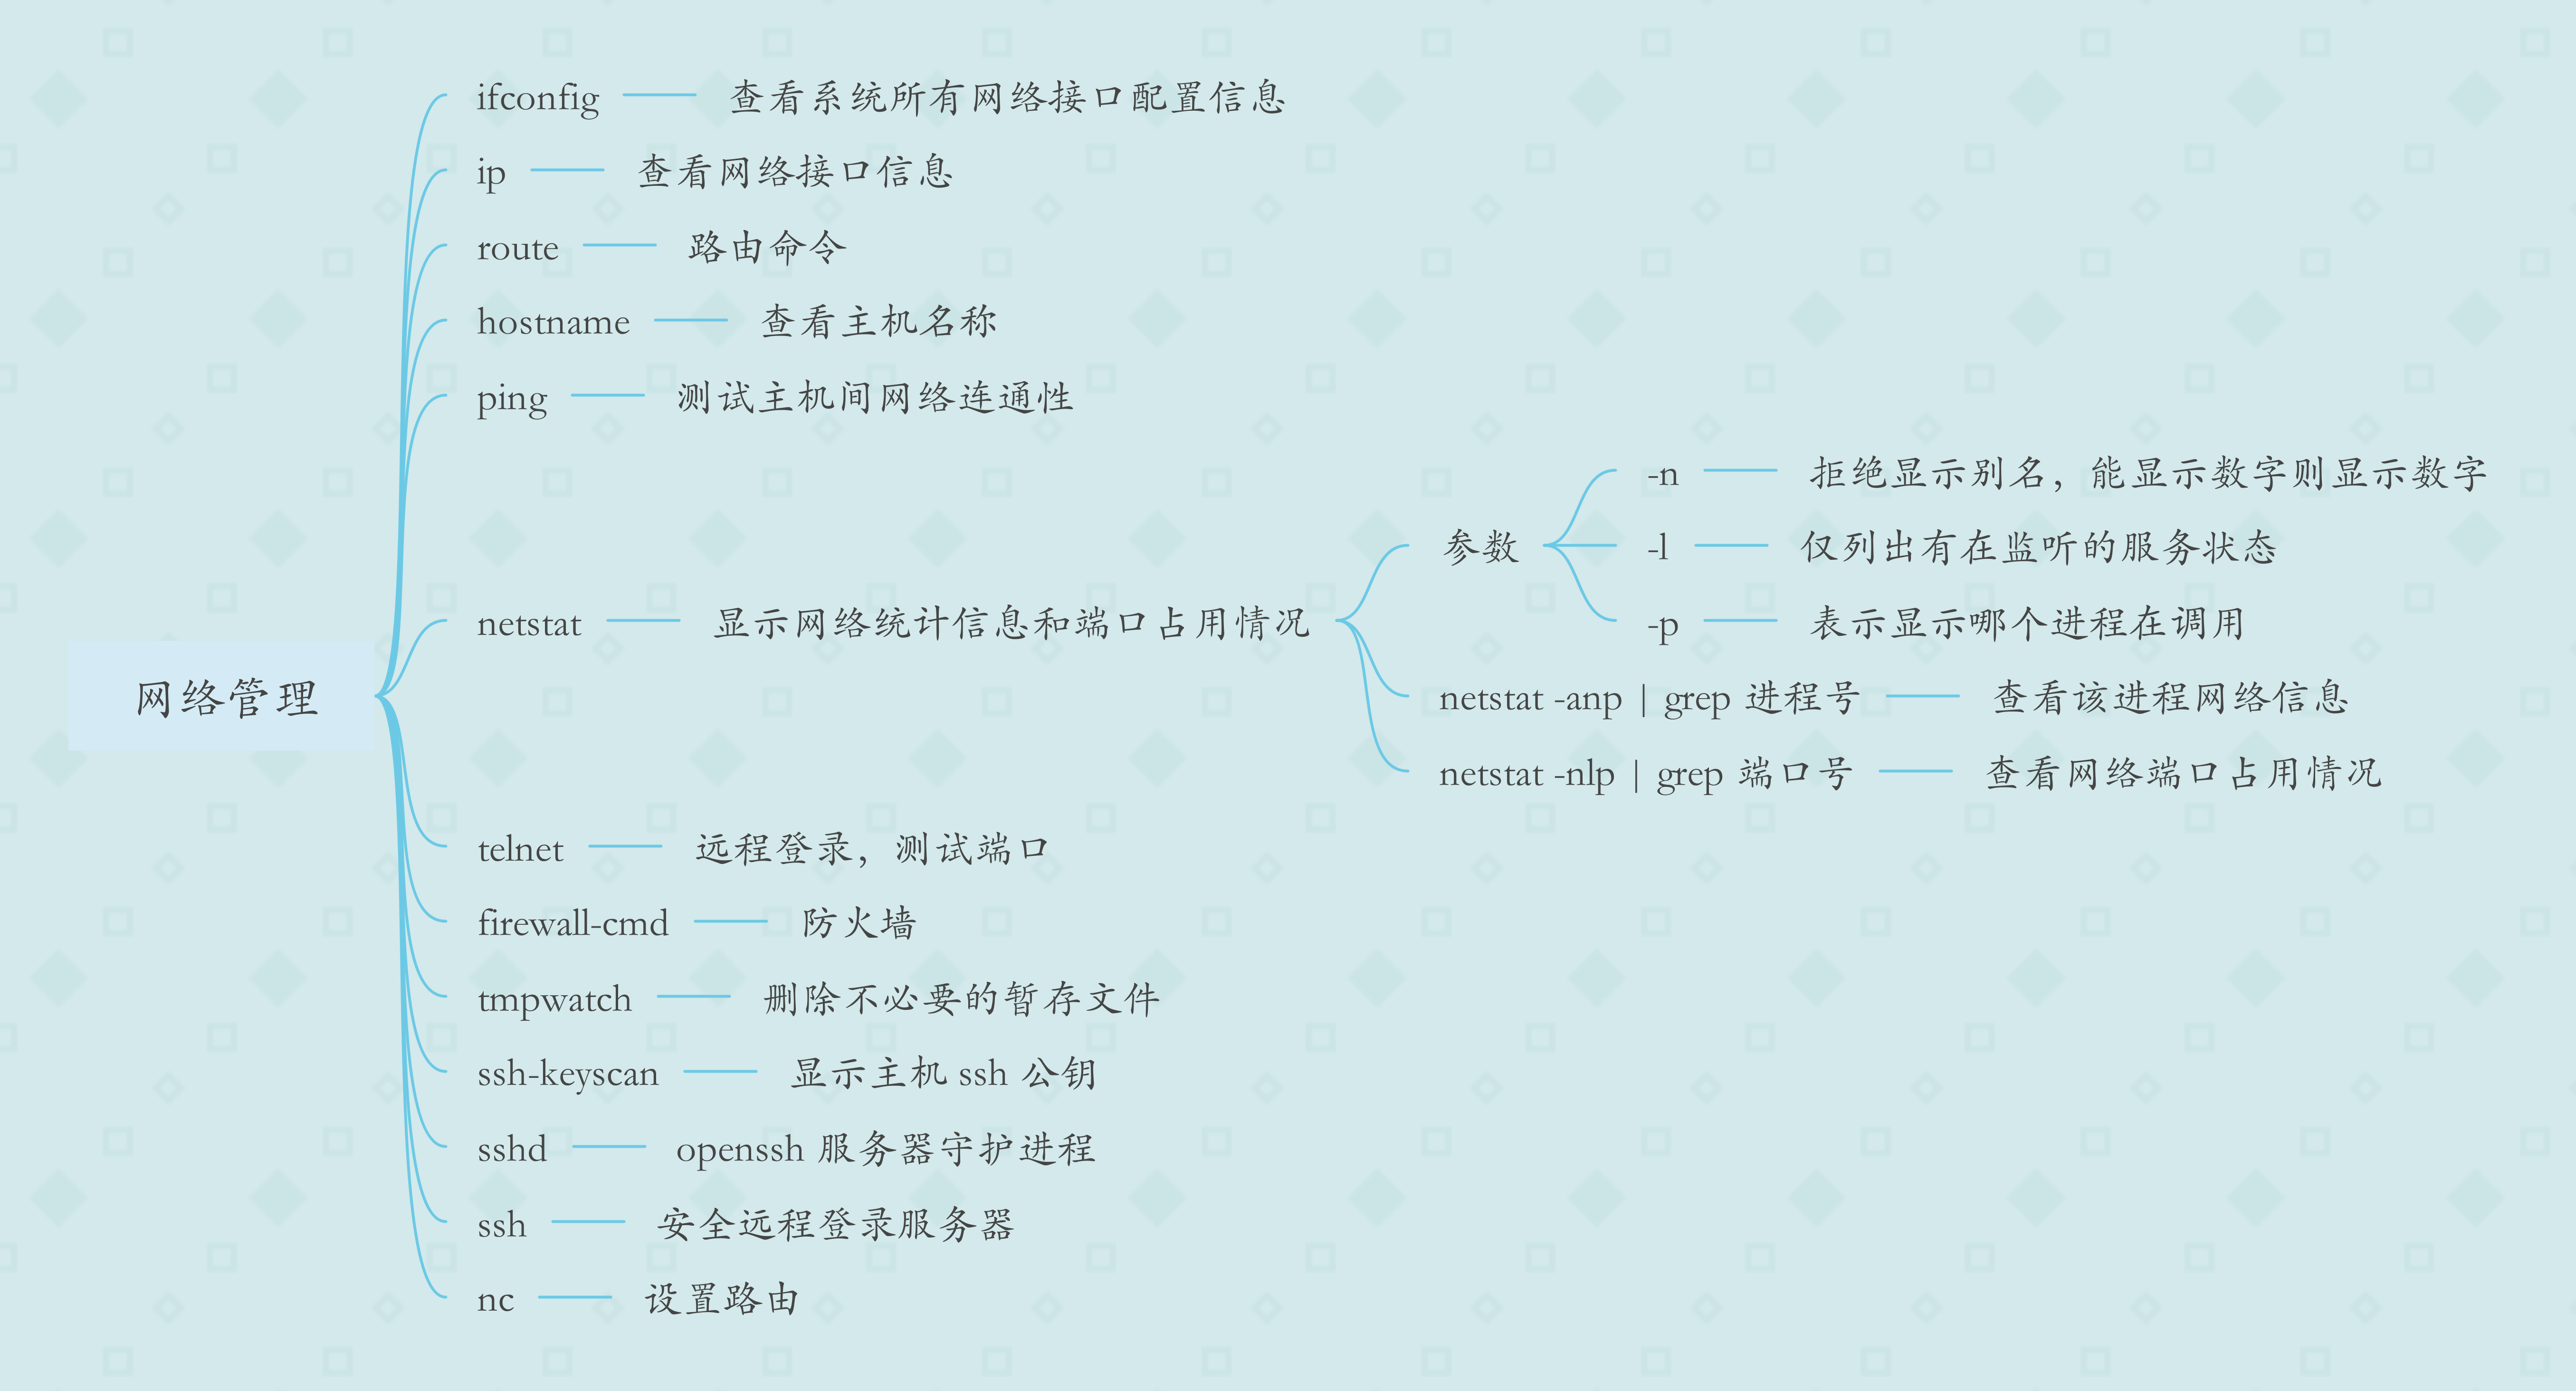 网络管理
ifconfig 查看系统所有网络接口配置信息
ip 查看网络接口信息
route 路由命令
hostname 查看主机名称
ping 测试主机间网络连通性
netstat 显示网络统计信息和端口占用情况
参数
-n 拒绝显示别名，能显示数字则显示数字
-l 仅列出有在监听的服务状态
-p 表示显示哪个进程在调用
netstat -anp | grep 进程号 查看该进程网络信息
netstat -nlp | grep 端口号 查看网络端口占用情况
telnet 远程登录，测试端口
firewall-cmd 防火墙
tmpwatch 删除不必要的暂存文件
ssh-keyscan 显示主机 ssh 公钥
sshd openssh 服务器守护进程
ssh 安全远程登录服务器
nc 设置路由